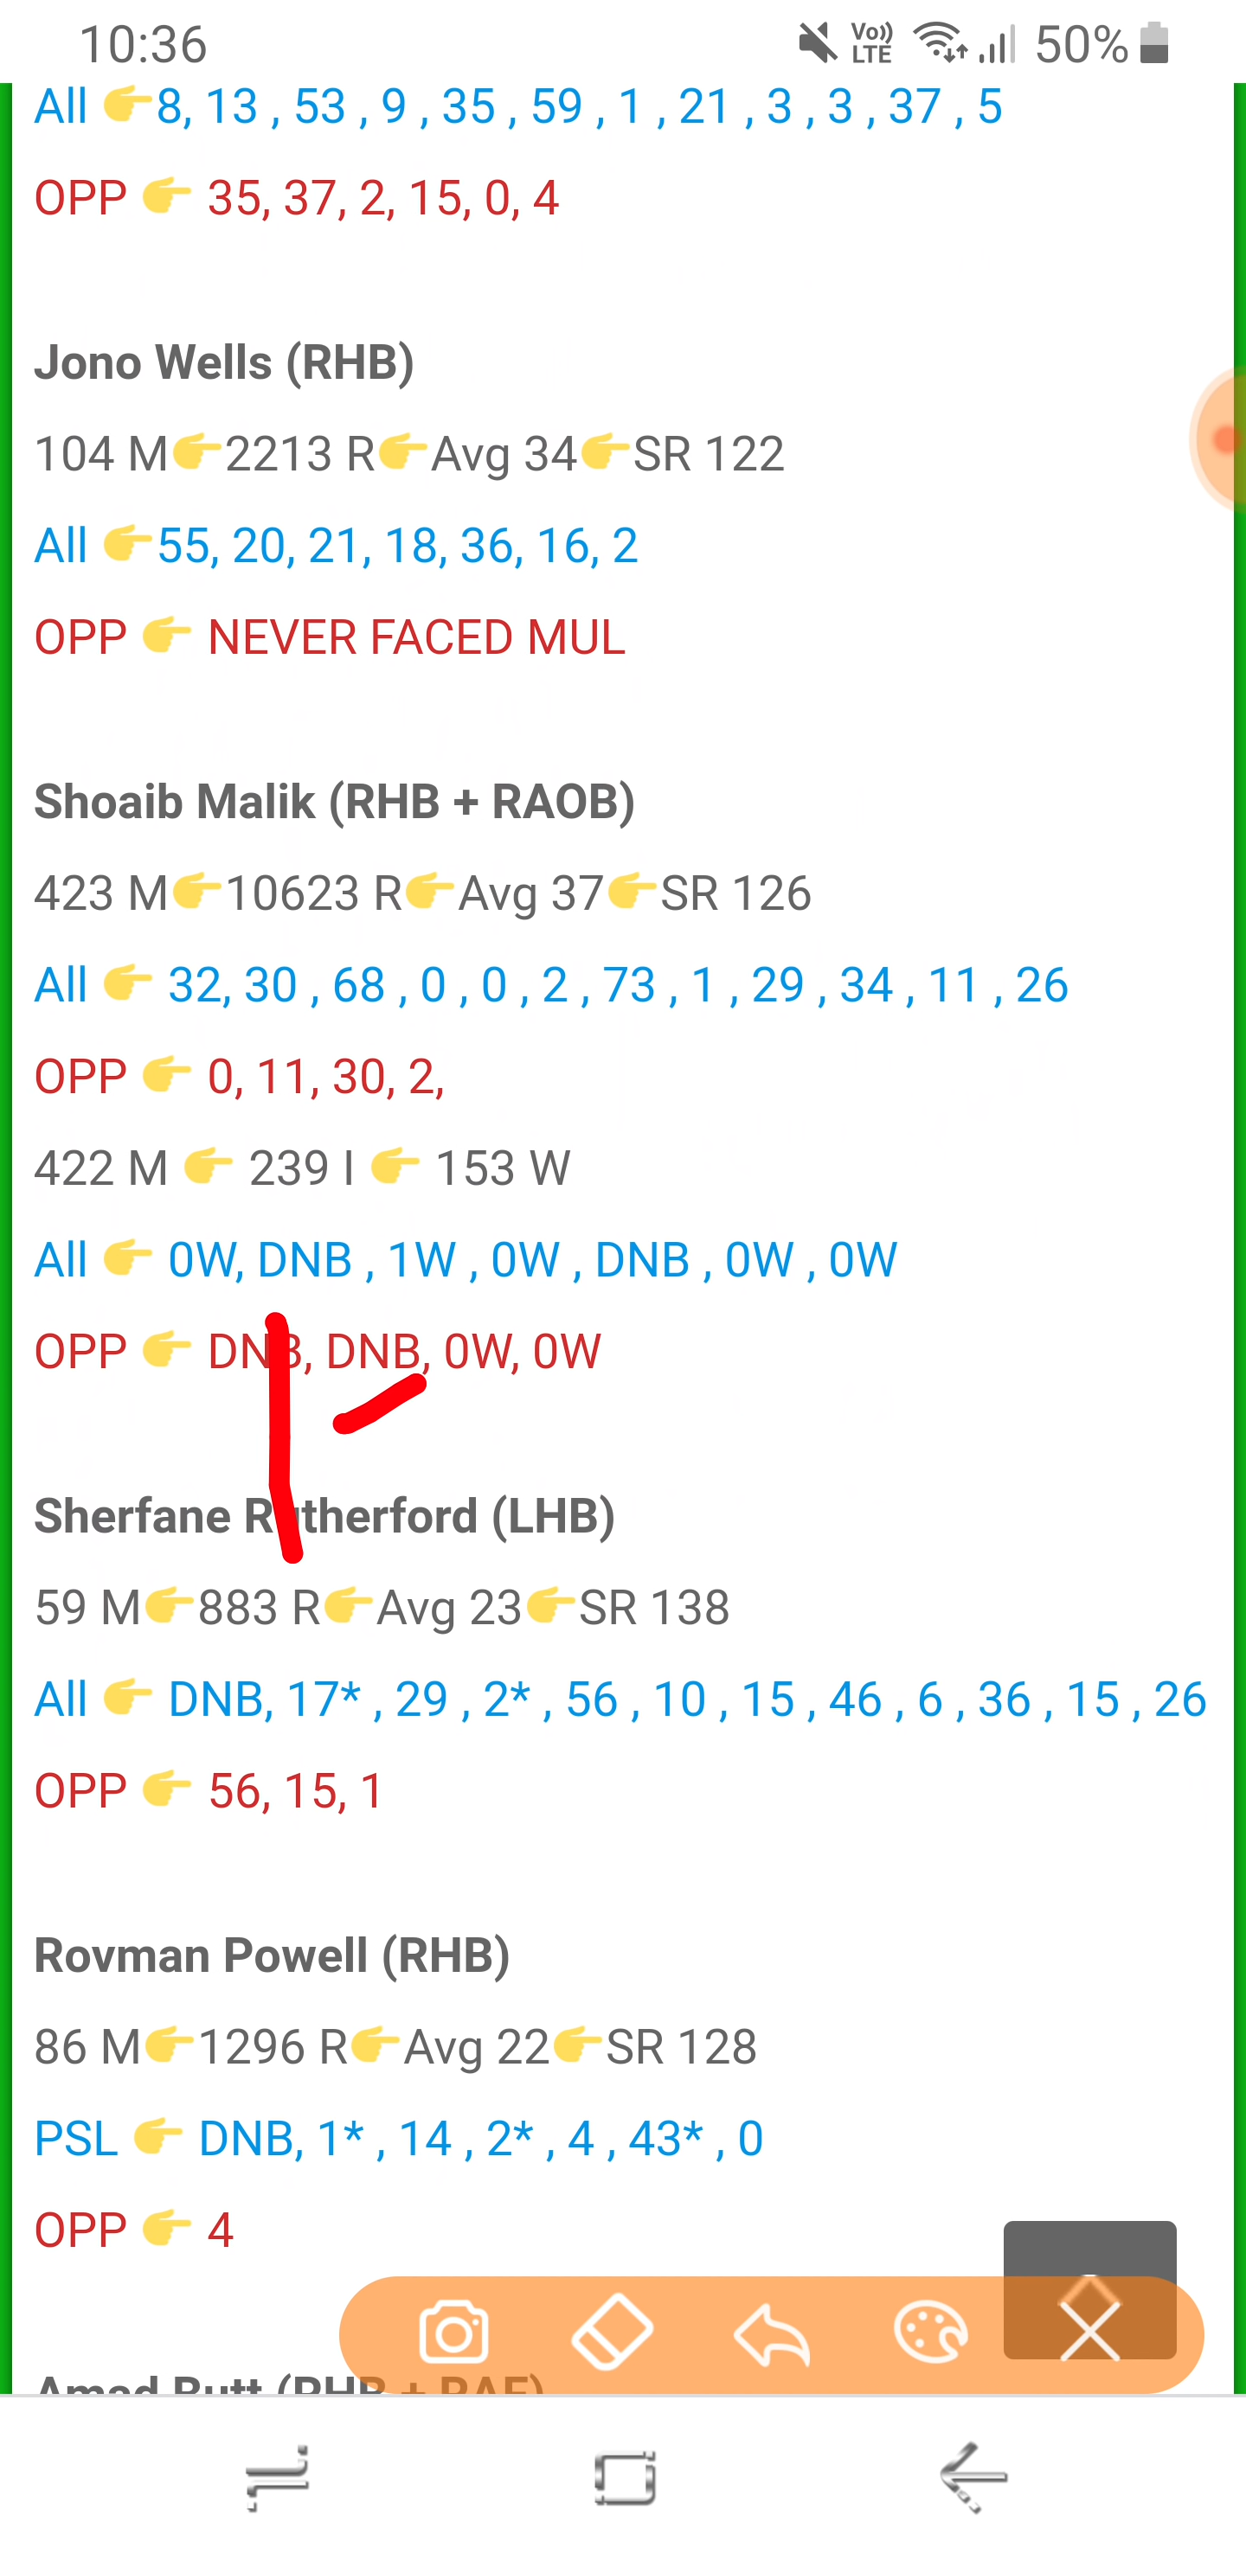 10:36 Vo)) LTE 50%
All 👉8, 13 , 53 , 9 , 35 , 59 , 1 , 21 , 3 , 3 , 37 , 5
OPP 👉 35, 37, 2, 15, 0, 4
Jono Wells (RHB)
104 M👉2213 R👉Avg 34👉SR 122
All 👉55, 20, 21, 18, 36, 16, 2
OPP 👉 NEVER FACED MUL
Shoaib Malik (RHB + RAOB)
423 M👉10623 R👉Avg 37👉SR 126
All 👉 32, 30 , 68 , 0 , 0 , 2 , 73 , 1 , 29 , 34 , 11 , 26
OPP 👉 0, 11, 30, 2,
422 M 👉 239 I 👉 153 W
All 👉 0W, DNB , 1W , 0W , DNB , 0W , 0W
OPP 👉 DNB, DNB, 0W, 0W
Sherfane Rutherford (LHB)
59 M👉883 R👉Avg 23👉SR 138
All 👉 DNB, 17* , 29 , 2* , 56 , 10 , 15 , 46 , 6 , 36 , 15 , 26
OPP 👉 56, 15, 1
Rovman Powell (RHB)
86 M👉1296 R👉Avg 22👉SR 128
PSL 👉 DNB, 1* , 14 , 2* , 4 , 43* , 0
OPP 👉 4
Amad Butt (RHB + RAF)